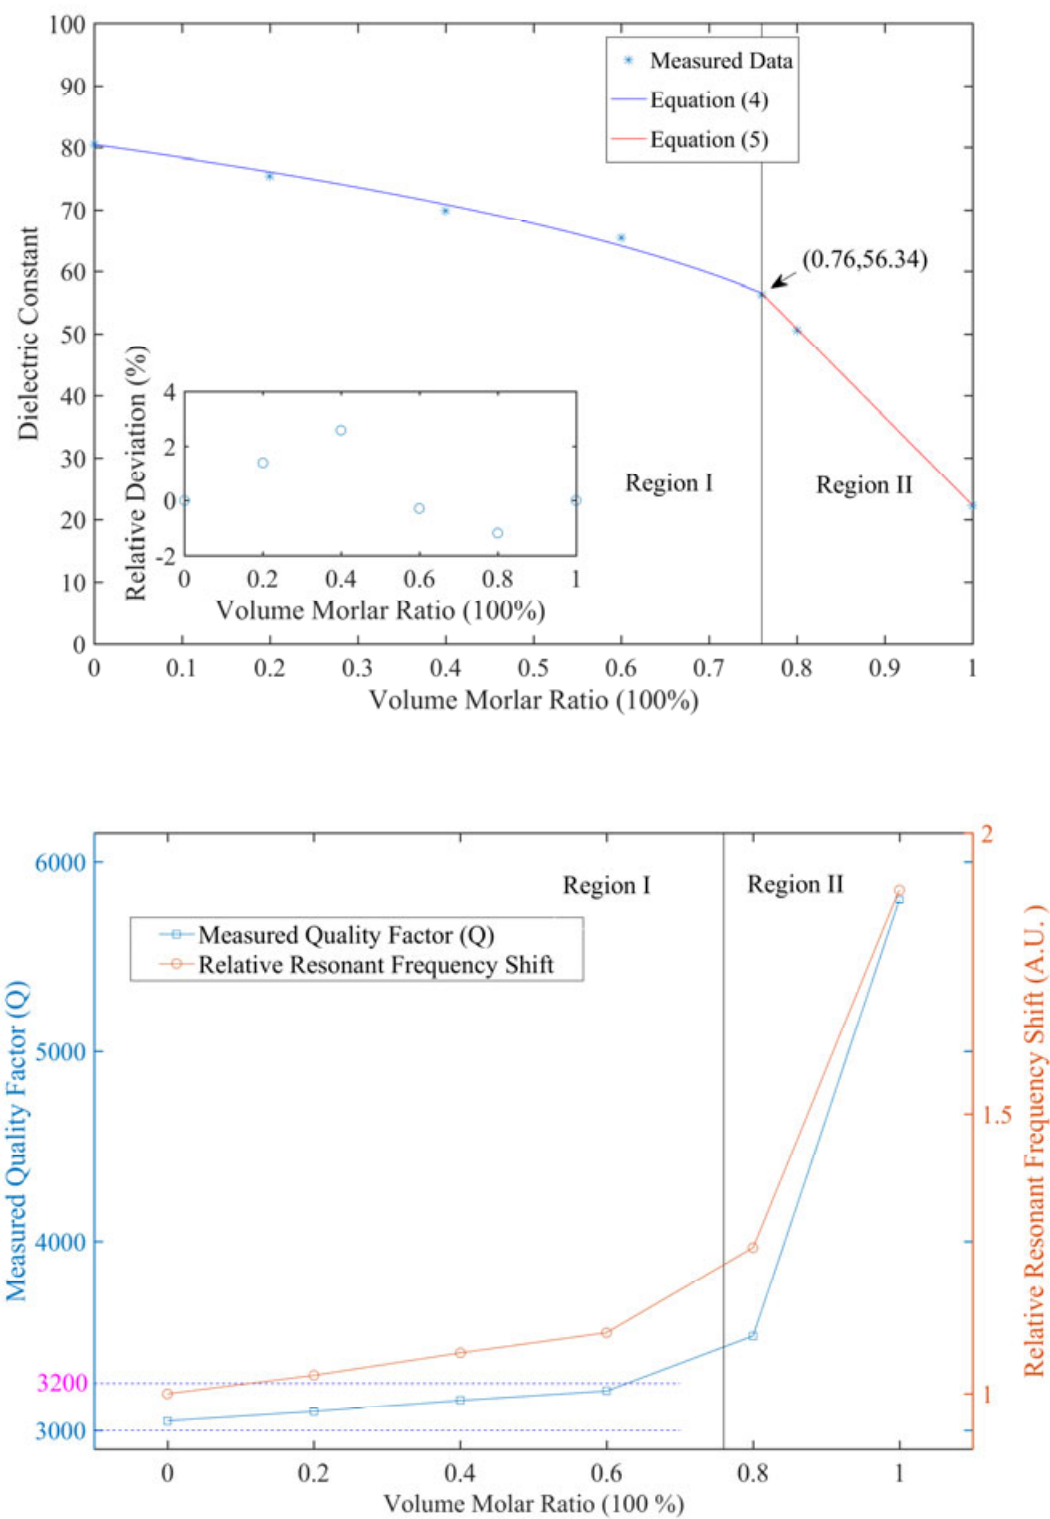 100
90
80
70
60
50
40
30
20
10
0
Dielectric Constant
Measured Data
Equation (4)
Equation (5)
(0.76,56.34)
Region I
Region II
4
2
0
-2
Relative Deviation (%)
0 0.2 0.4 0.6 0.8 1
Volume Morlar Ratio (100%)
0 0.1 0.2 0.3 0.4 0.5 0.6 0.7 0.8 0.9 1
Volume Morlar Ratio (100%)
6000
5000
4000
3200
3000
Measured Quality Factor (Q)
Region I
Region II
Measured Quality Factor (Q)
Relative Resonant Frequency Shift
2
1.5
1
Relative Resonant Frequency Shift (A.U. )
0 0.2 0.4 0.6 0.8 1
Volume Molar Ratio (100 %)